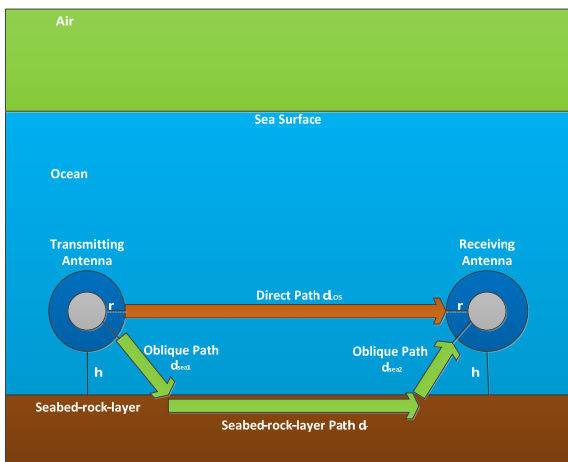 Air
Sea Surface
Ocean
Transmitting
Antenna
Receiving
Antenna
r
Direct Path dLOS
r
Oblique Path
dsea1
Oblique Path
dsea2
h
h
Seabed-rock-layer
Seabed-rock-layer Path dr